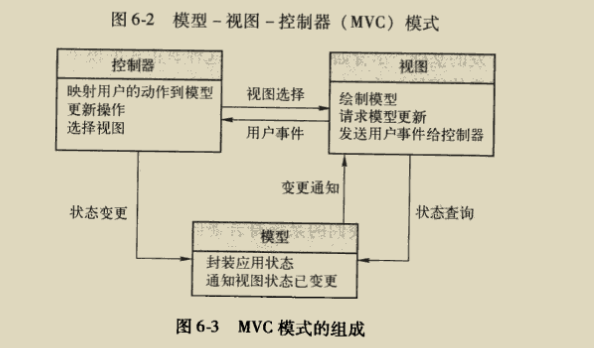 图 6-2 模型 – 视图 – 控制器（MVC）模式
控制器
映射用户的动作到模型
更新操作
选择视图
视图选择
用户事件
视图
绘制模型
请求模型更新
发送用户事件给控制器
状态变更
变更通知
状态查询
模型
封装应用状态
通知视图状态已变更
图 6-3 MVC 模式的组成